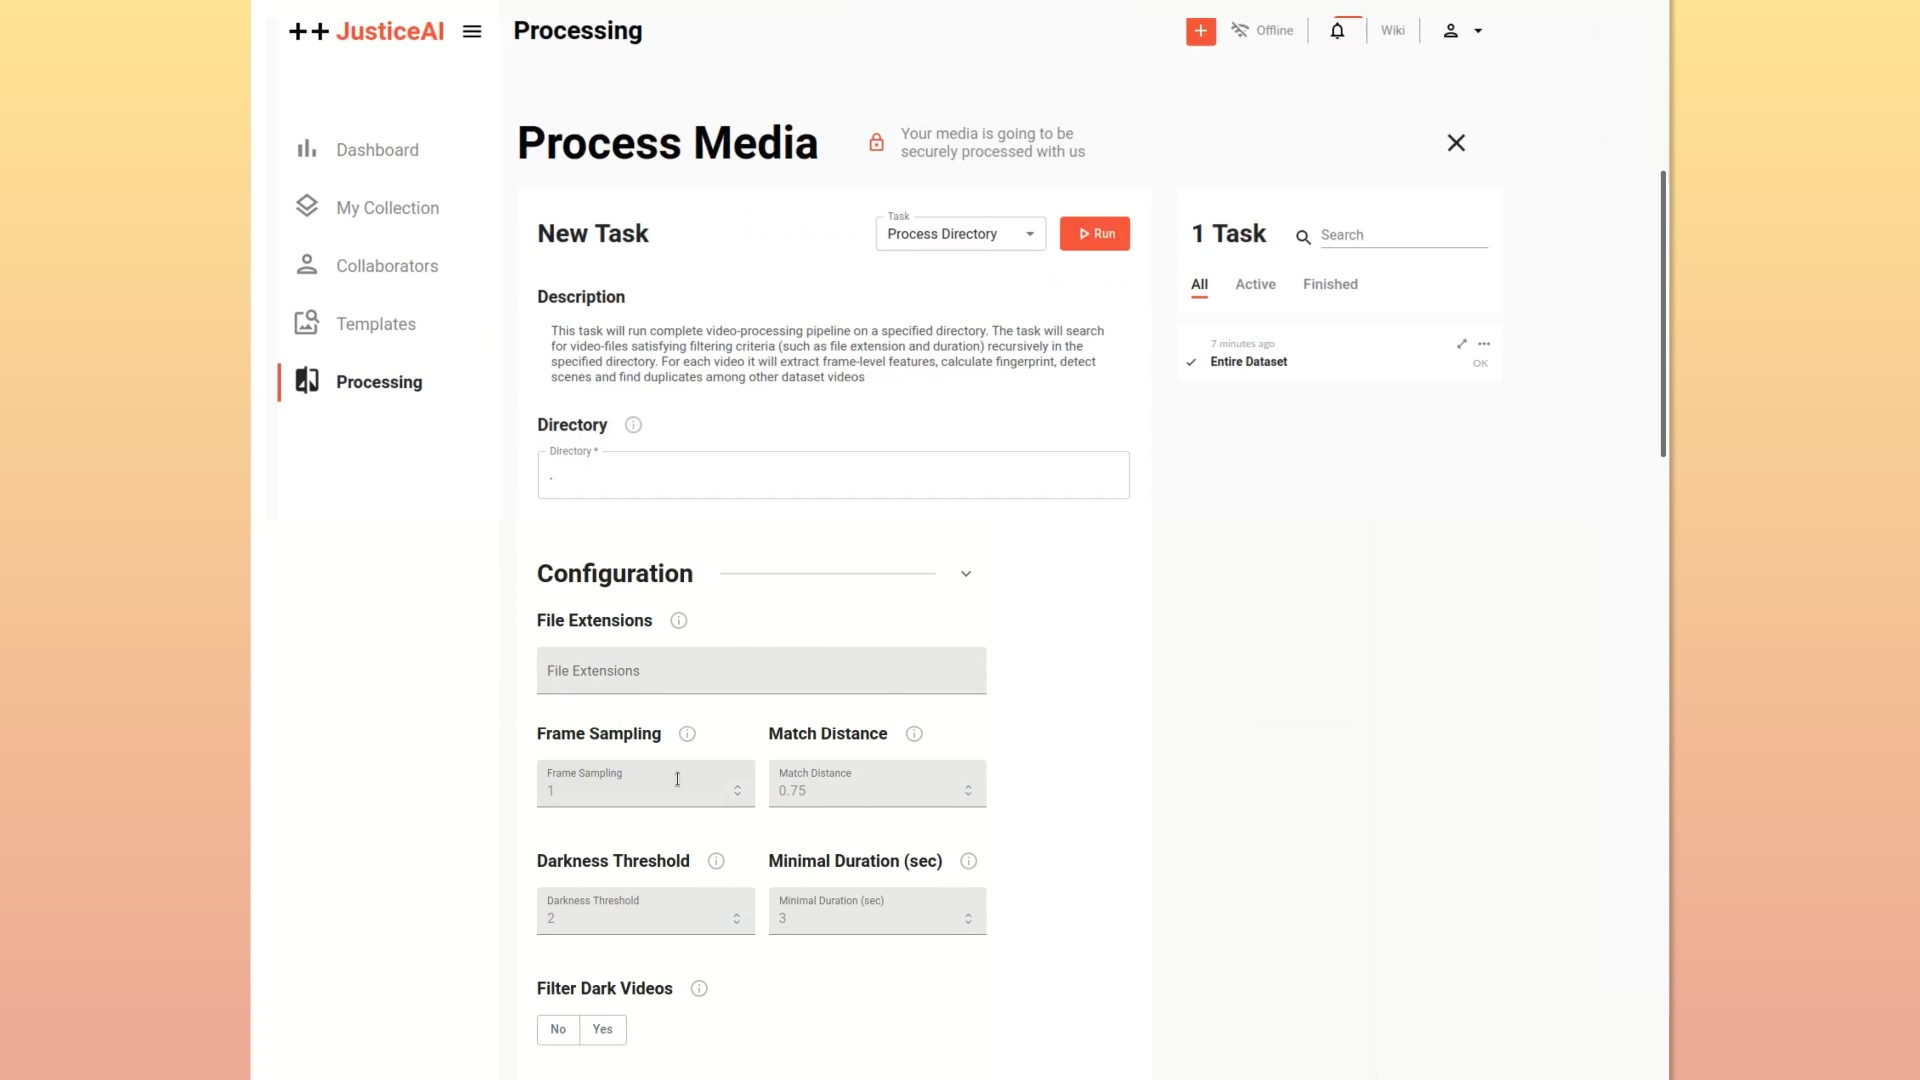 ++ JusticeAI
Processing
+
Offline
Wiki
Dashboard
My Collection
Collaborators
Templates
Processing
Process Media
Your media is going to be
securely processed with us
New Task
Task
Process Directory
Run
Description
This task will run complete video-processing pipeline on a specified directory. The task will search
for video-files satisfying filtering criteria (such as file extension and duration) recursively in the
specified directory. For each video it will extract frame-level features, calculate fingerprint, detect
scenes and find duplicates among other dataset videos
Directory
Directory *
.
Configuration
File Extensions
File Extensions
Frame Sampling
Match Distance
Frame Sampling
1
Match Distance
0.75
Darkness Threshold
Minimal Duration (sec)
Darkness Threshold
2
Minimal Duration (sec)
3
Filter Dark Videos
No Yes
1 Task
Search
All Active Finished
7 minutes ago
Entire Dataset
OK